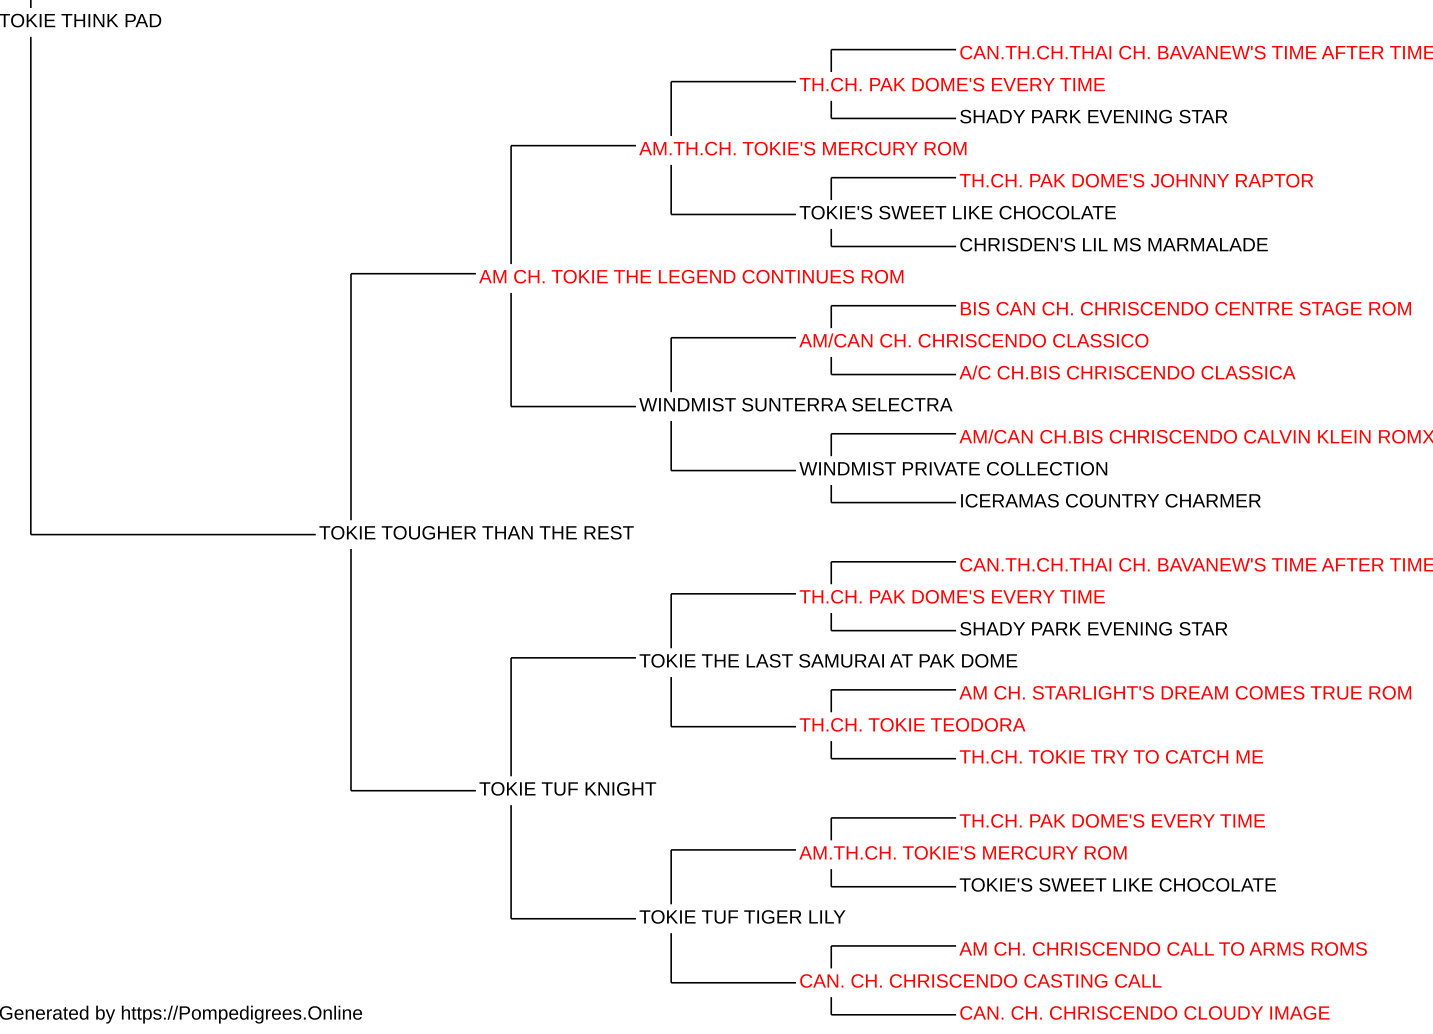 TOKIE THINK PAD
CAN.TH.CH.THAI CH. BAVANEW'S TIME AFTER TIME
TH.CH. PAK DOME'S EVERY TIME
SHADY PARK EVENING STAR
AM.TH.CH. TOKIE'S MERCURY ROM
TH.CH. PAK DOME'S JOHNNY RAPTOR
TOKIE'S SWEET LIKE CHOCOLATE
CHRISDEN'S LIL MS MARMALADE
AM CH. TOKIE THE LEGEND CONTINUES ROM
BIS CAN CH. CHRISCENDO CENTRE STAGE ROM
AM/CAN CH. CHRISCENDO CLASSICO
A/C CH.BIS CHRISCENDO CLASSICA
WINDMIST SUNTERRA SELECTRA
AM/CAN CH.BIS CHRISCENDO CALVIN KLEIN ROMX
WINDMIST PRIVATE COLLECTION
ICERAMAS COUNTRY CHARMER
TOKIE TOUGHER THAN THE REST
CAN.TH.CH.THAI CH. BAVANEW'S TIME AFTER TIME
TH.CH. PAK DOME'S EVERY TIME
SHADY PARK EVENING STAR
TOKIE THE LAST SAMURAI AT PAK DOME
AM CH. STARLIGHT'S DREAM COMES TRUE ROM
TH.CH. TOKIE TEODORA
TH.CH. TOKIE TRY TO CATCH ME
TOKIE TUF KNIGHT
TH.CH. PAK DOME'S EVERY TIME
AM.TH.CH. TOKIE'S MERCURY ROM
TOKIE'S SWEET LIKE CHOCOLATE
TOKIE TUF TIGER LILY
AM CH. CHRISCENDO CALL TO ARMS ROMS
CAN. CH. CHRISCENDO CASTING CALL
CAN. CH. CHRISCENDO CLOUDY IMAGE
Generated by https://Pompedigrees.Online